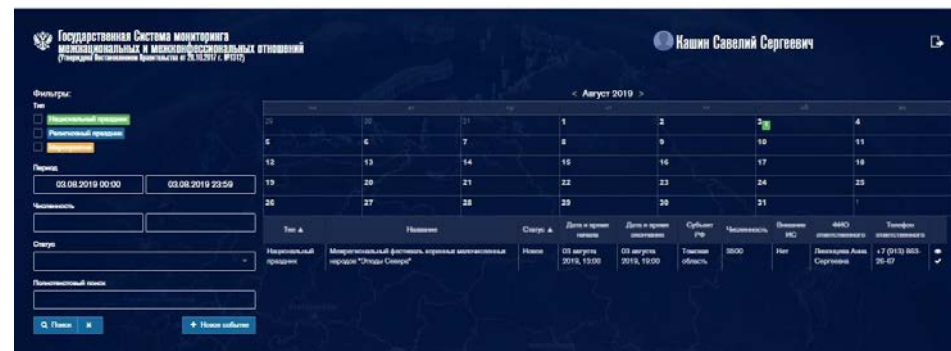 Государственная Система мониторинга
межнациональных и межконфессиональных отношений
(Утверждена Постановлением Правительства от 28.10.2017 г. №1312)
Кашин Савелий Сергеевич
Фильтры:
Тип
Национальный праздник
Религиозный праздник
Мероприятие
Период
03.08.2019 00:00 03.08.2019 23:59
Численность
Статус
Полнотекстовый поиск
Поиск
+ Новое событие
< Август 2019 >
29 30 31 1 2 3 4
5 6 7 8 9 10 11
12 13 14 15 16 17 18
19 20 21 22 23 24 25
26 27 28 29 30 31 1
Тип Название Статус Дата и время начала Дата и время окончания Субъект РФ Численность Внешние ИС ФИО ответственного Телефон ответственного
Национальный праздник Межрегиональный фестиваль коренных малочисленных народов "Этюды Севера" Новое 03 августа 2019, 13:00 03 августа 2019, 19:00 Томская область 3500 Нет Анна Сергеевна +7 (913) 863-26-67